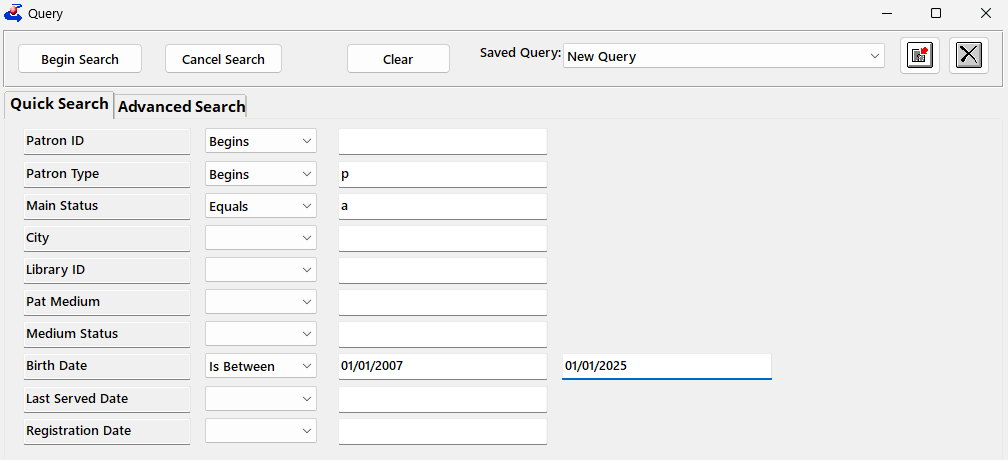 Query
Begin Search Cancel Search Clear Saved Query: New Query
Quick Search Advanced Search
Patron ID Begins
Patron Type Begins p
Main Status Equals a
City
Library ID
Pat Medium
Medium Status
Birth Date Is Between 01/01/2007 01/01/2025
Last Served Date
Registration Date